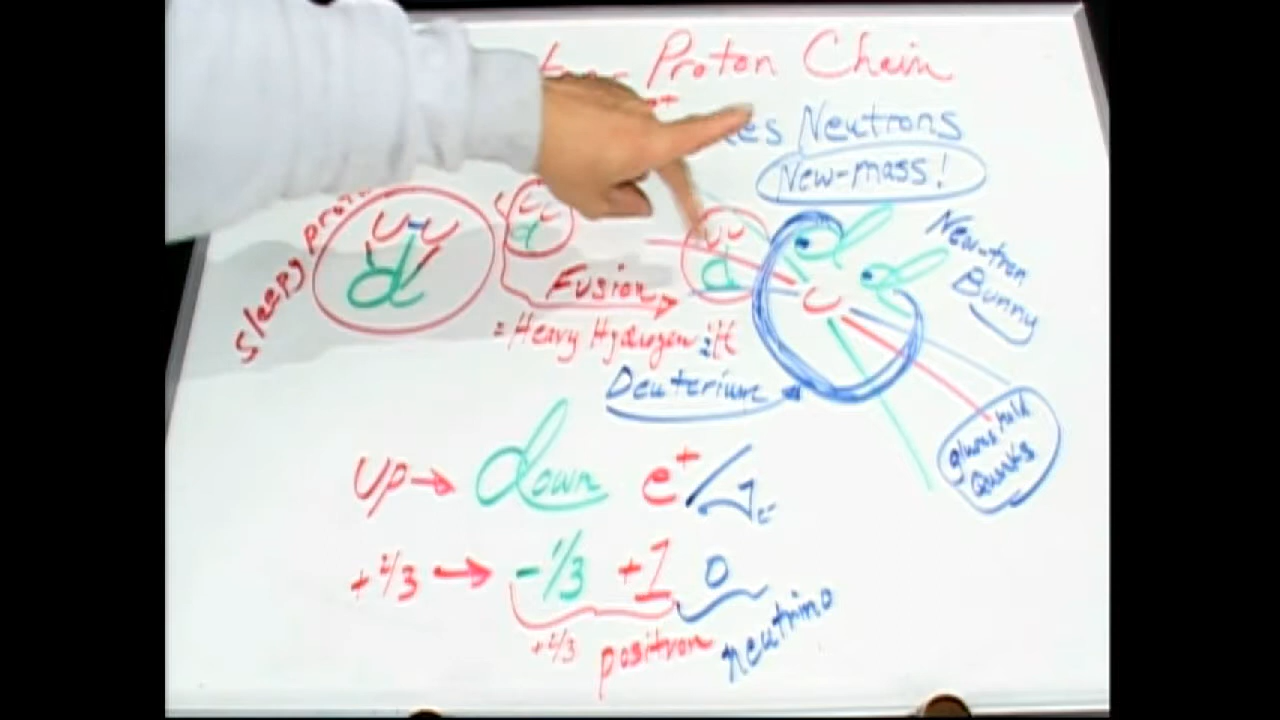 Proton Chain
Neutrons
New-mass!
sleepy
u u
d
u u
d
u u
d
d
d
u
New-tron
Bunny
Fusion
= Heavy Hydrogen
Deuterium
gluons hold
Quarks
up → down e+/
+2/3 → -1/3 +1 0
+2/3 positron neutrino